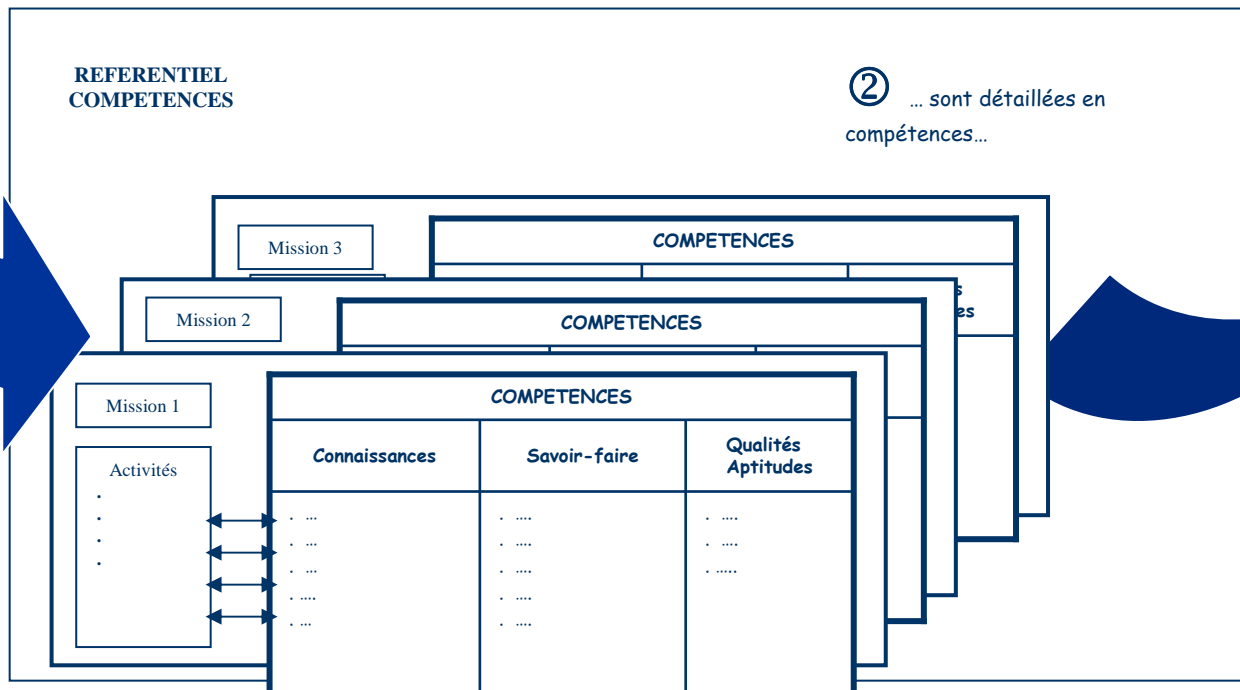 REFERENTIEL
COMPETENCES
② … sont détaillées en
compétences…
Mission 3
COMPETENCES
s
es
Mission 2
COMPETENCES
Mission 1
COMPETENCES
Activités
.
.
.
.
Connaissances
Savoir-faire
Qualités
Aptitudes
. …
. …
. …
. ….
. …
. ….
. ….
. ….
. ….
. ….
. ….
. ….
. …..